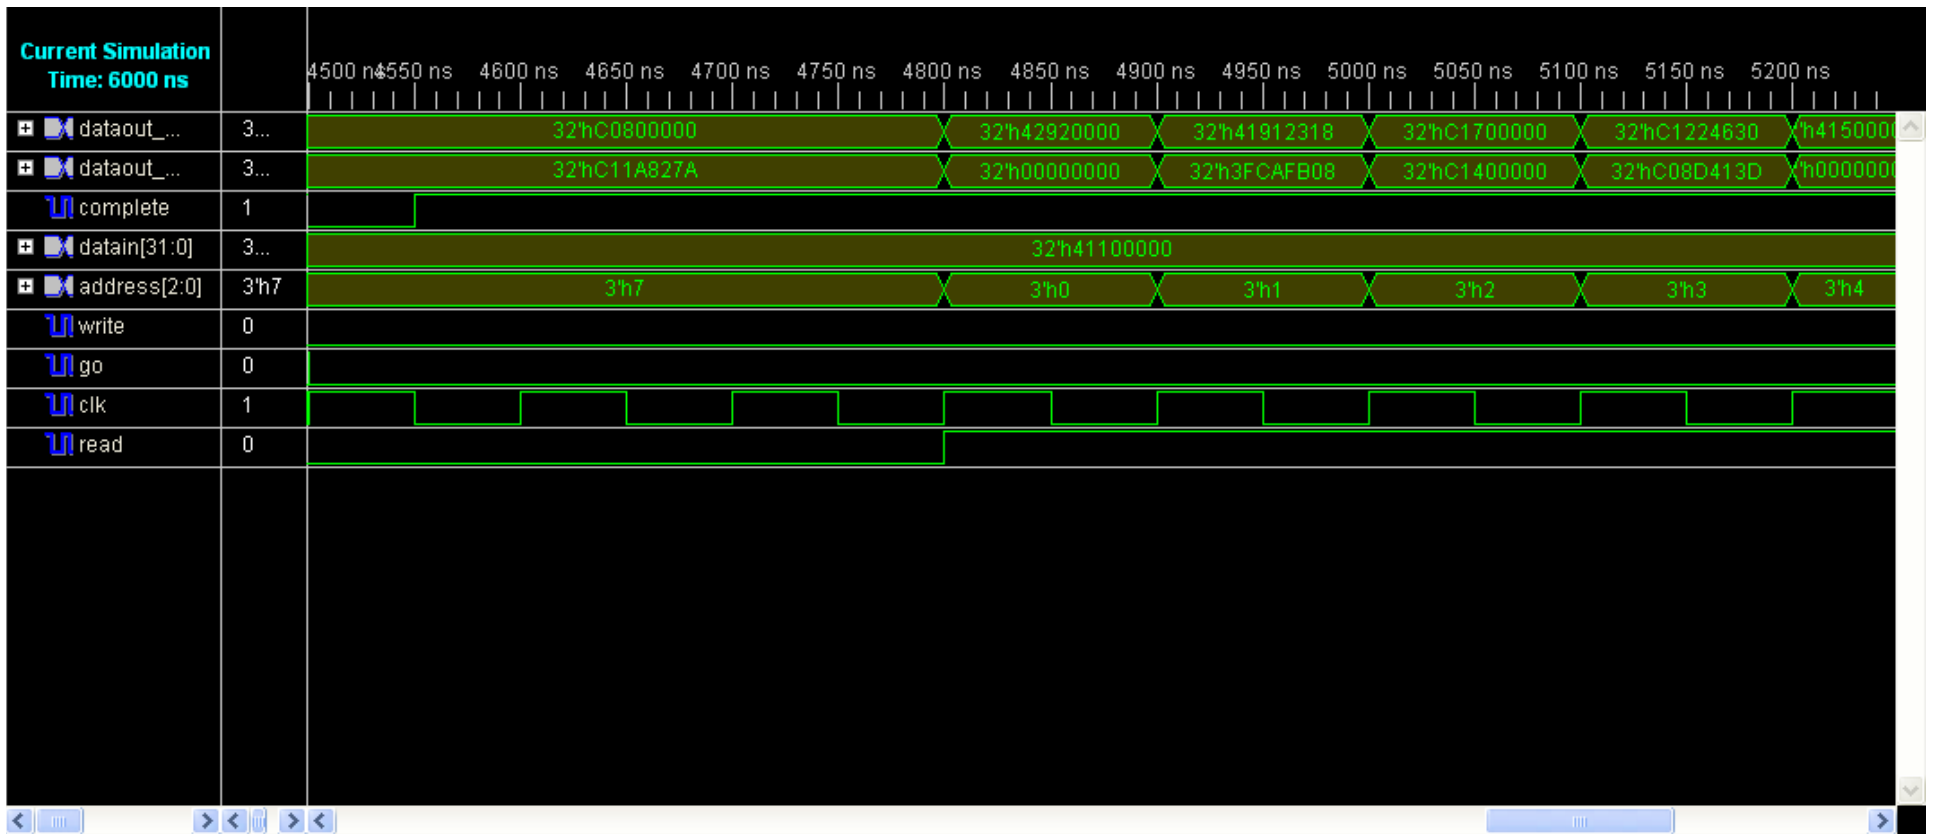 Current Simulation
Time: 6000 ns
4500 ns 4550 ns 4600 ns 4650 ns 4700 ns 4750 ns 4800 ns 4850 ns 4900 ns 4950 ns 5000 ns 5050 ns 5100 ns 5150 ns 5200 ns
dataout_... 3... 32'hC0800000 32'h42920000 32'h41912318 32'hC1700000 32'hC1224630 'h4150000
dataout_... 3... 32'hC11A827A 32'h00000000 32'h3FCAFB08 32'hC1400000 32'hC08D413D 'h0000000
complete 1
datain[31:0] 3... 32'h41100000
address[2:0] 3'h7 3'h7 3'h0 3'h1 3'h2 3'h3 3'h4
write 0
go 0
clk 1
read 0